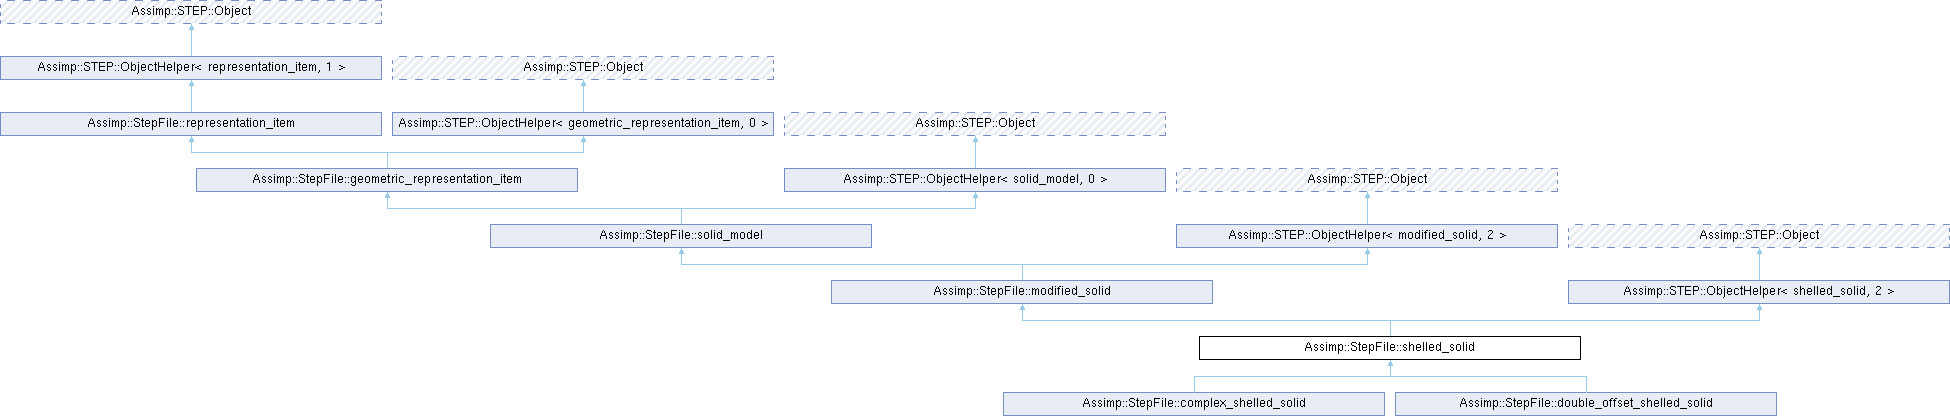 Assimp::STEP::Object
Assimp::STEP::ObjectHelper< representation_item, 1 >
Assimp::STEP::Object
Assimp::StepFile::representation_item
Assimp::STEP::ObjectHelper< geometric_representation_item, 0 >
Assimp::STEP::Object
Assimp::StepFile::geometric_representation_item
Assimp::STEP::ObjectHelper< solid_model, 0 >
Assimp::STEP::Object
Assimp::StepFile::solid_model
Assimp::STEP::ObjectHelper< modified_solid, 2 >
Assimp::STEP::Object
Assimp::StepFile::modified_solid
Assimp::STEP::ObjectHelper< shelled_solid, 2 >
Assimp::StepFile::shelled_solid
Assimp::StepFile::complex_shelled_solid
Assimp::StepFile::double_offset_shelled_solid